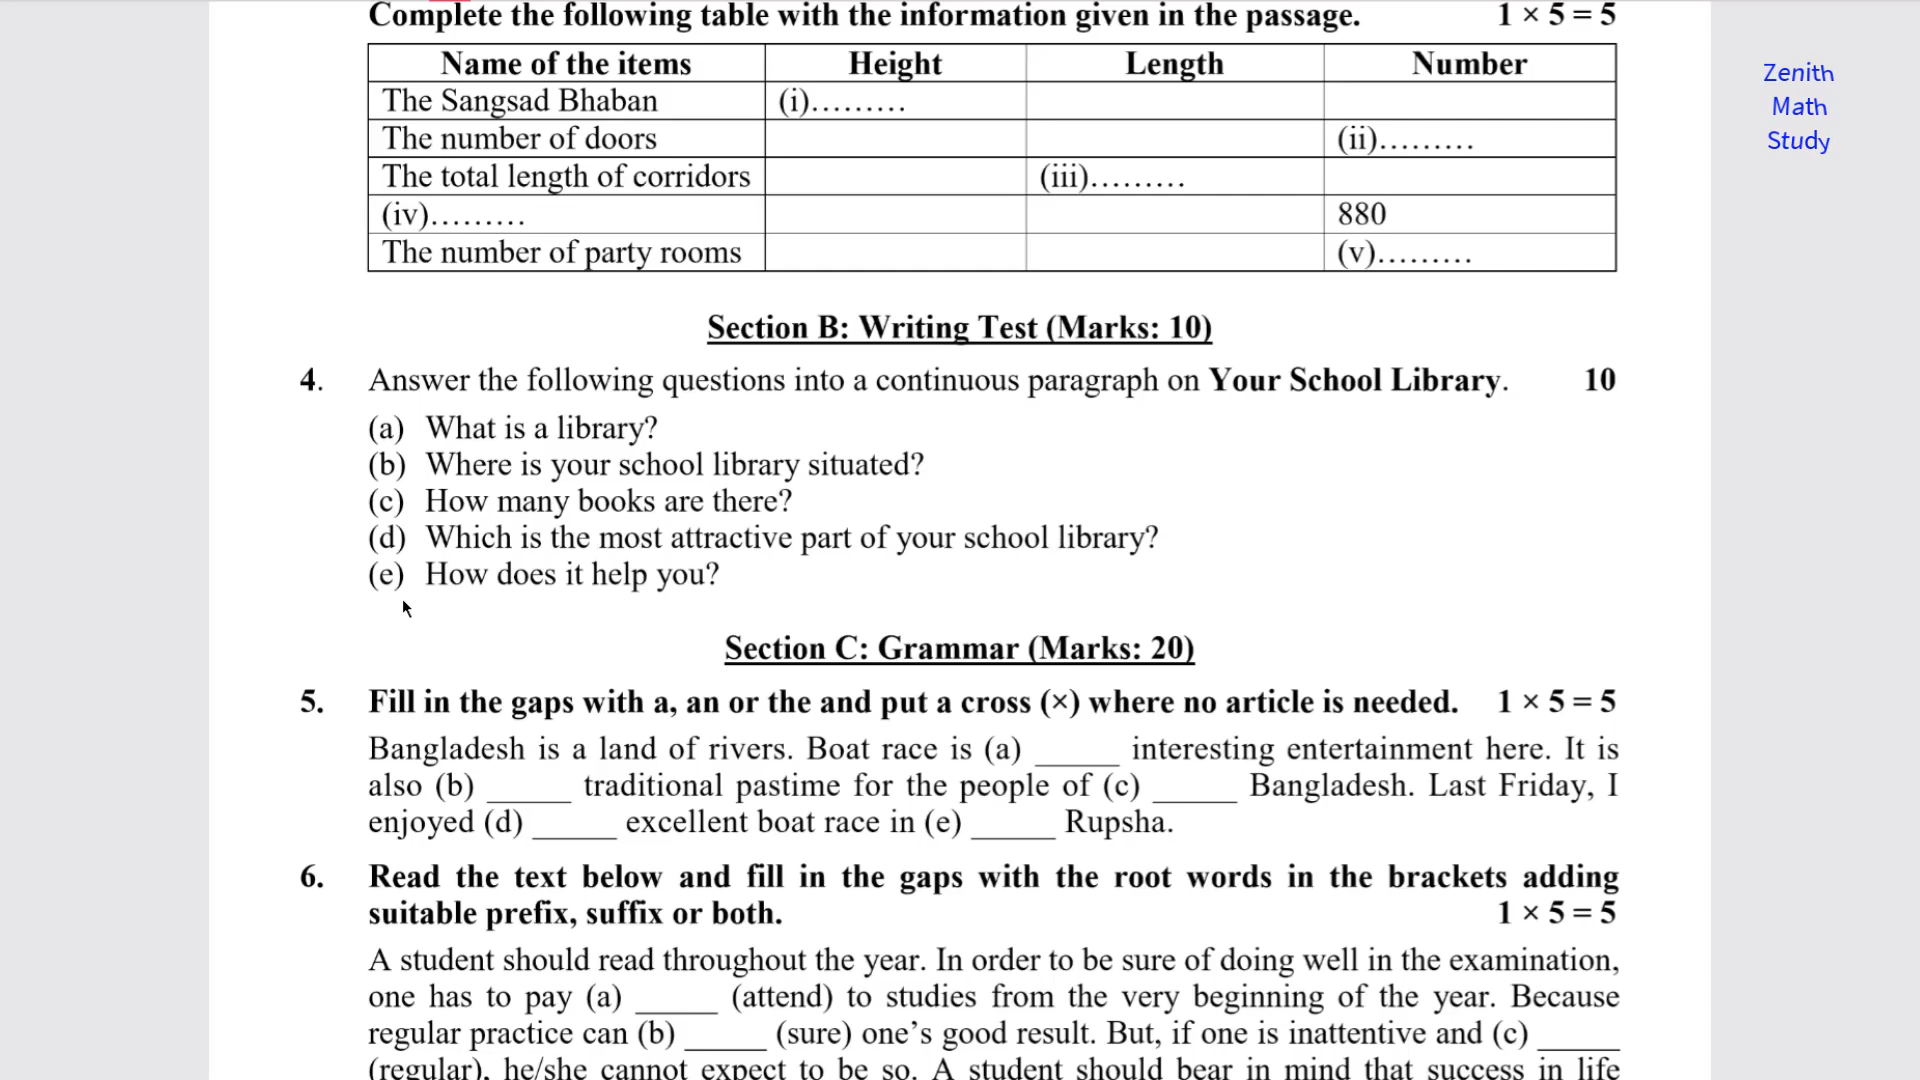 Complete the following table with the information given in the passage. 1 × 5 = 5
Name of the items Height Length Number
The Sangsad Bhaban (i)………
The number of doors (ii)………
The total length of corridors (iii)………
(iv)……… 880
The number of party rooms (v)………
Zenith
Math
Study
Section B: Writing Test (Marks: 10)
4. Answer the following questions into a continuous paragraph on Your School Library. 10
(a) What is a library?
(b) Where is your school library situated?
(c) How many books are there?
(d) Which is the most attractive part of your school library?
(e) How does it help you?
Section C: Grammar (Marks: 20)
5. Fill in the gaps with a, an or the and put a cross (×) where no article is needed. 1 × 5 = 5
Bangladesh is a land of rivers. Boat race is (a) _____ interesting entertainment here. It is
also (b) _____ traditional pastime for the people of (c) _____ Bangladesh. Last Friday, I
enjoyed (d) _____ excellent boat race in (e) _____ Rupsha.
6. Read the text below and fill in the gaps with the root words in the brackets adding
suitable prefix, suffix or both. 1 × 5 = 5
A student should read throughout the year. In order to be sure of doing well in the examination,
one has to pay (a) _____ (attend) to studies from the very beginning of the year. Because
regular practice can (b) _____ (sure) one’s good result. But, if one is inattentive and (c) _____
(regular), he/she cannot expect to be so. A student should bear in mind that success in life